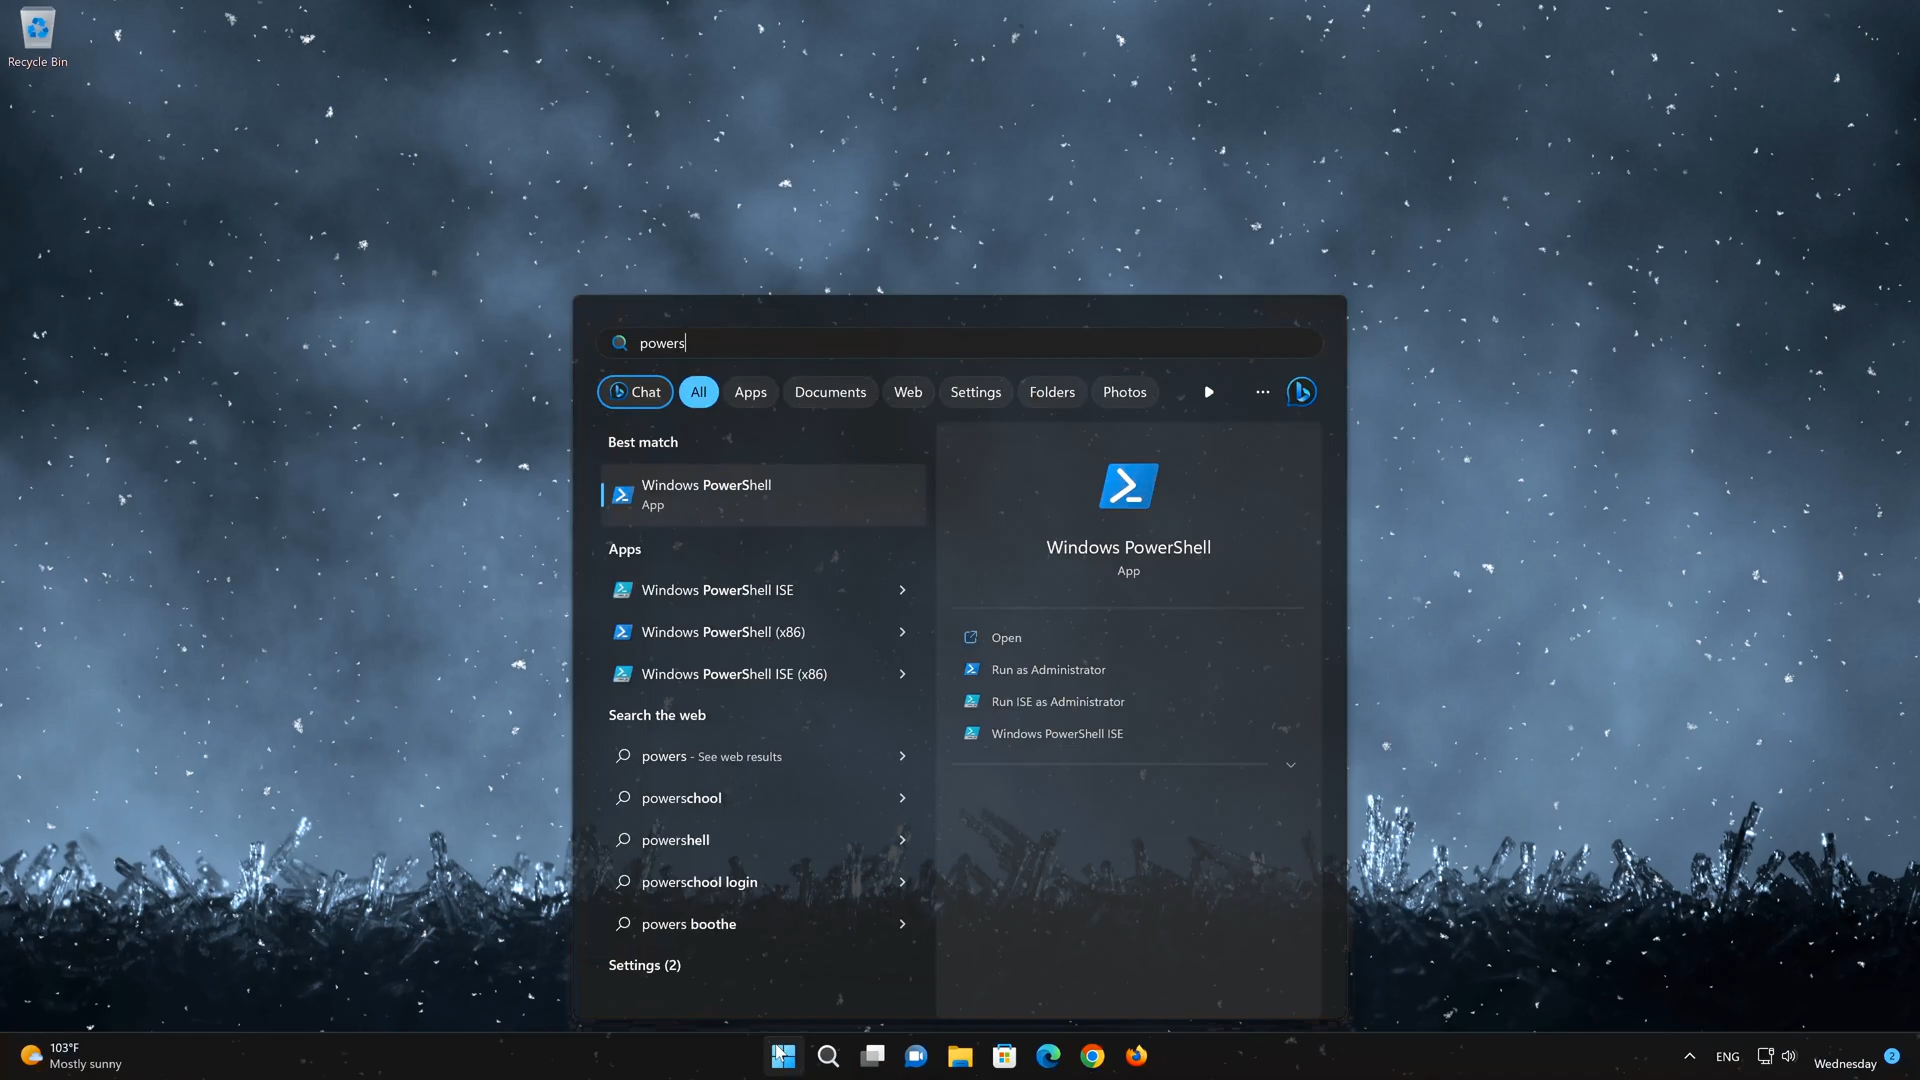 Recycle Bin
powers
Chat
All
Apps
Documents
Web
Settings
Folders
Photos
Best match
Windows PowerShell
App
Apps
Windows PowerShell ISE
Windows PowerShell (x86)
Windows PowerShell ISE (x86)
Search the web
powers - See web results
powerschool
powershell
powerschool login
powers boothe
Settings (2)
Windows PowerShell
App
Open
Run as Administrator
Run ISE as Administrator
Windows PowerShell ISE
103°F
Mostly sunny
ENG
Wednesday
2